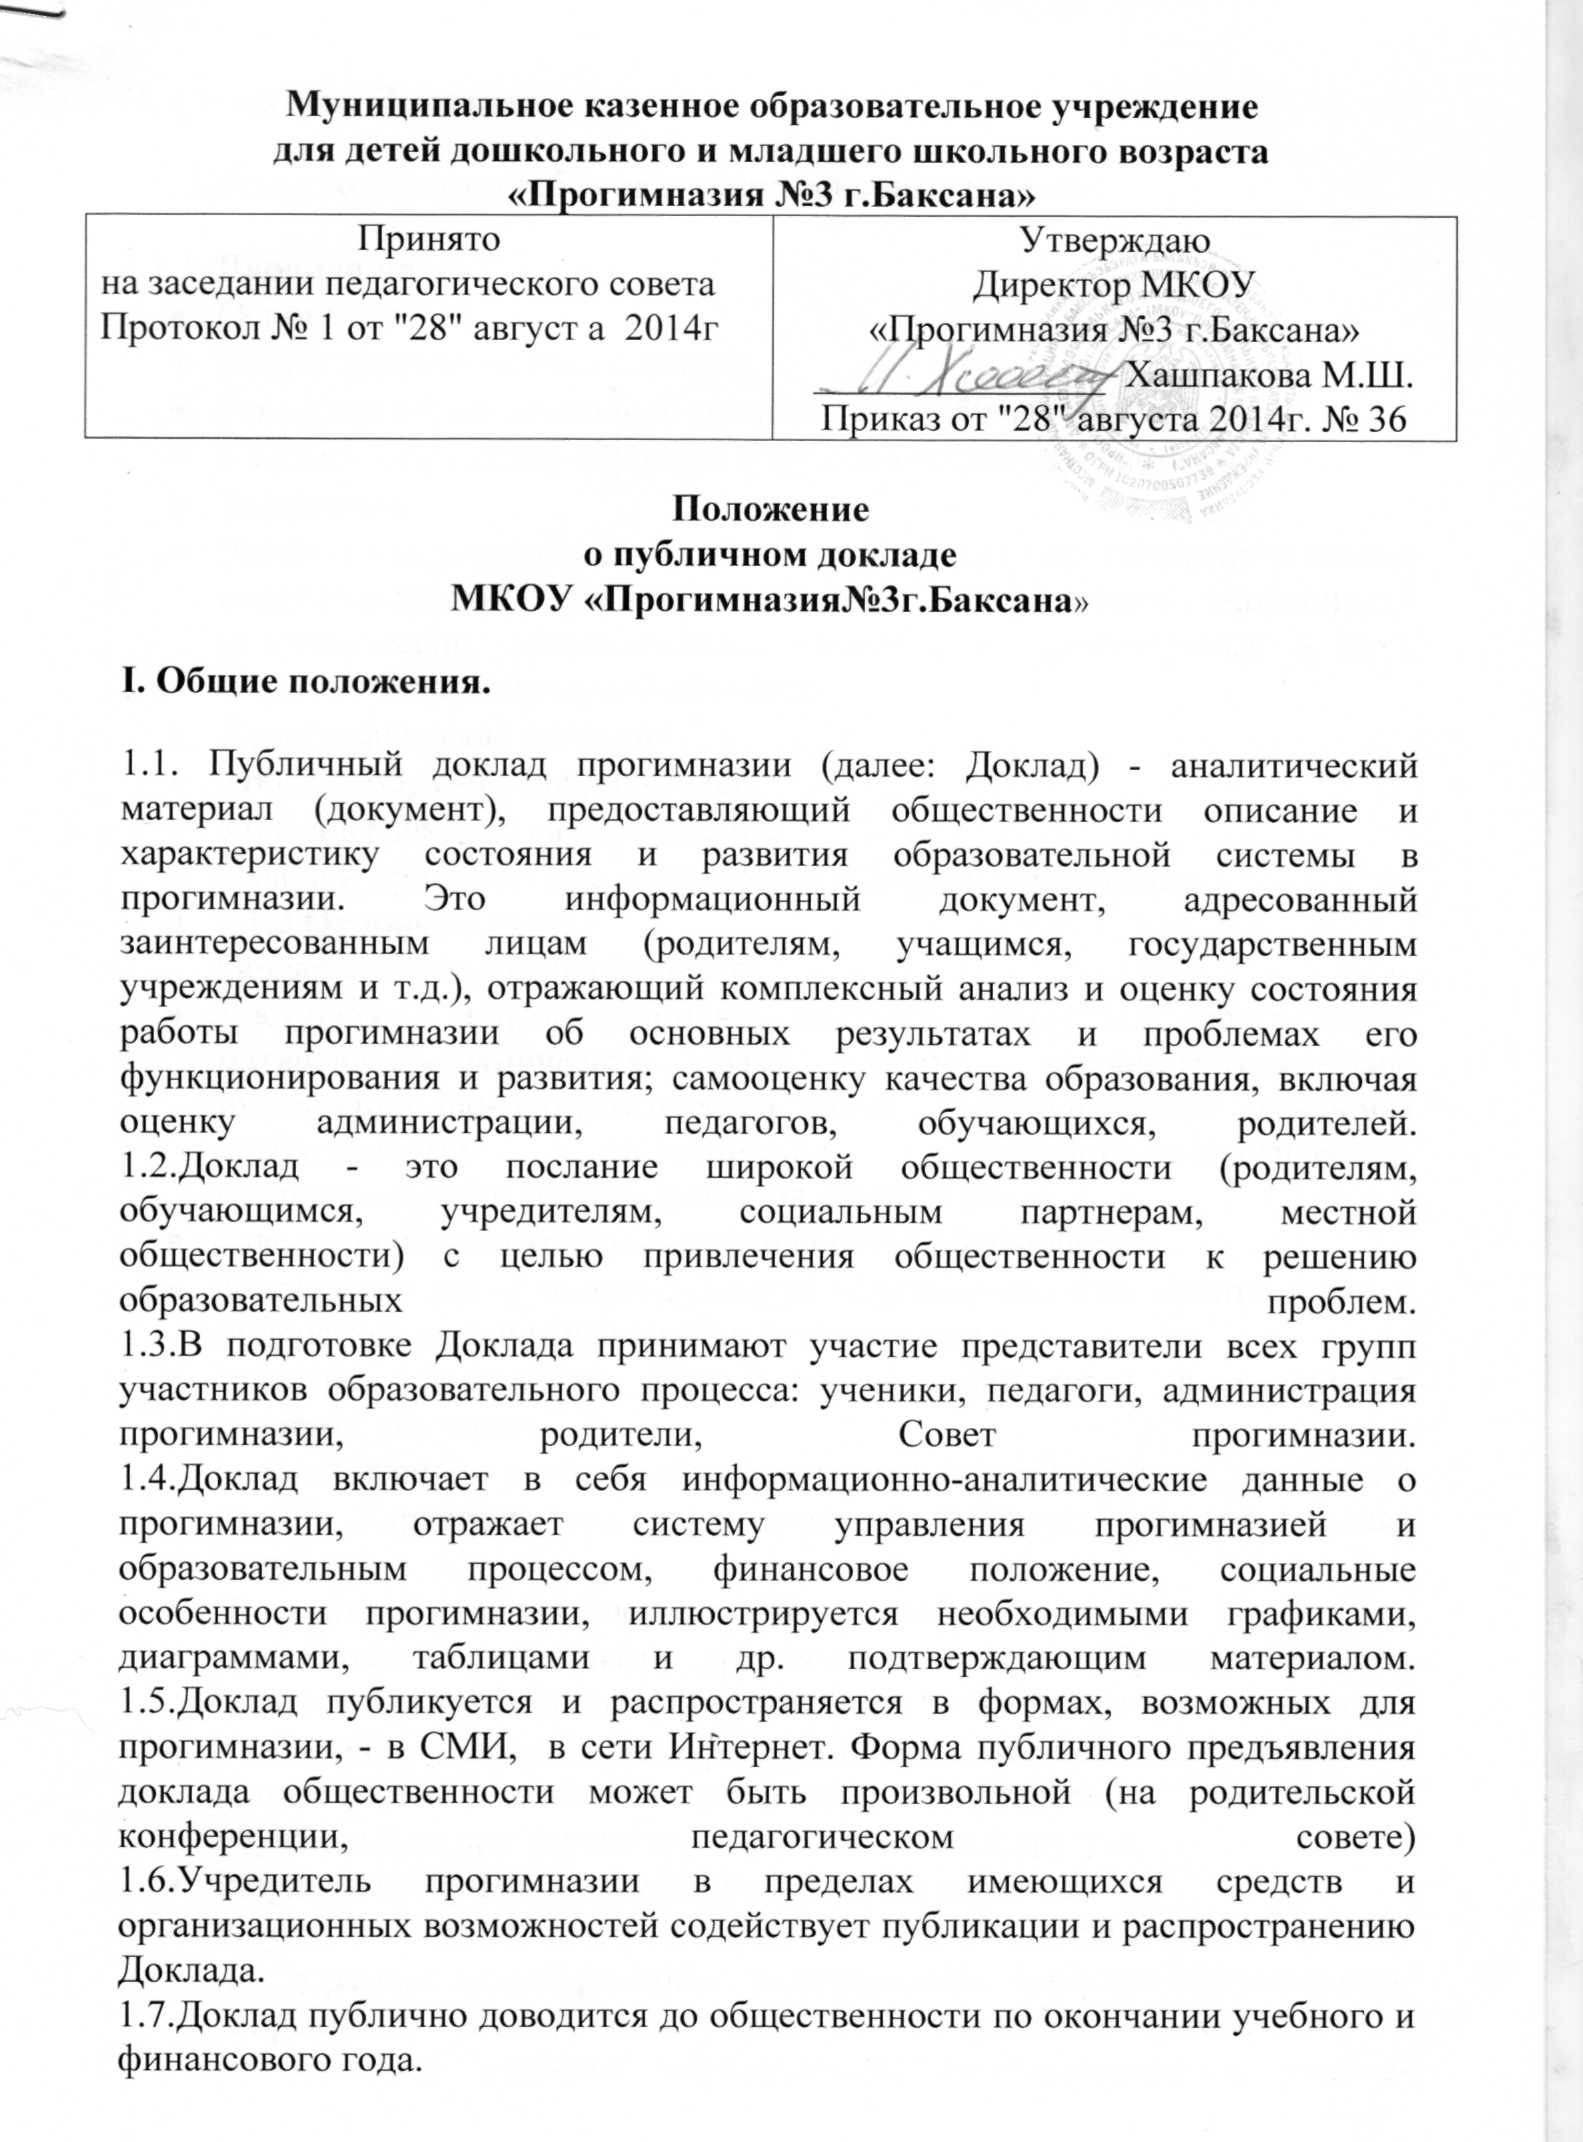 Муниципальное казенное образовательное учреждение
для детей дошкольного и младшего школьного возраста
«Прогимназия №3 г.Баксана»
Принято
на заседании педагогического совета
Протокол № 1 от "28" август а 2014г
Утверждаю
Директор МКОУ
«Прогимназия №3 г.Баксана»
Хашпакова М.Ш.
Приказ от "28" августа 2014г. № 36
ОГРН 1020700507739
Положение
о публичном докладе
МКОУ «Прогимназия№3г.Баксана»
I. Общие положения.
1.1. Публичный доклад прогимназии (далее: Доклад) - аналитический
материал (документ), предоставляющий общественности описание и
характеристику состояния и развития образовательной системы в
прогимназии. Это информационный документ, адресованный
заинтересованным лицам (родителям, учащимся, государственным
учреждениям и т.д.), отражающий комплексный анализ и оценку состояния
работы прогимназии об основных результатах и проблемах его
функционирования и развития; самооценку качества образования, включая
оценку администрации, педагогов, обучающихся, родителей.
1.2.Доклад - это послание широкой общественности (родителям,
обучающимся, учредителям, социальным партнерам, местной
общественности) с целью привлечения общественности к решению
образовательных проблем.
1.3.В подготовке Доклада принимают участие представители всех групп
участников образовательного процесса: ученики, педагоги, администрация
прогимназии, родители, Совет прогимназии.
1.4.Доклад включает в себя информационно-аналитические данные о
прогимназии, отражает систему управления прогимназией и
образовательным процессом, финансовое положение, социальные
особенности прогимназии, иллюстрируется необходимыми графиками,
диаграммами, таблицами и др. подтверждающим материалом.
1.5.Доклад публикуется и распространяется в формах, возможных для
прогимназии, - в СМИ, в сети Интернет. Форма публичного предъявления
доклада общественности может быть произвольной (на родительской
конференции, педагогическом совете)
1.6.Учредитель прогимназии в пределах имеющихся средств и
организационных возможностей содействует публикации и распространению
Доклада.
1.7.Доклад публично доводится до общественности по окончании учебного и
финансового года.